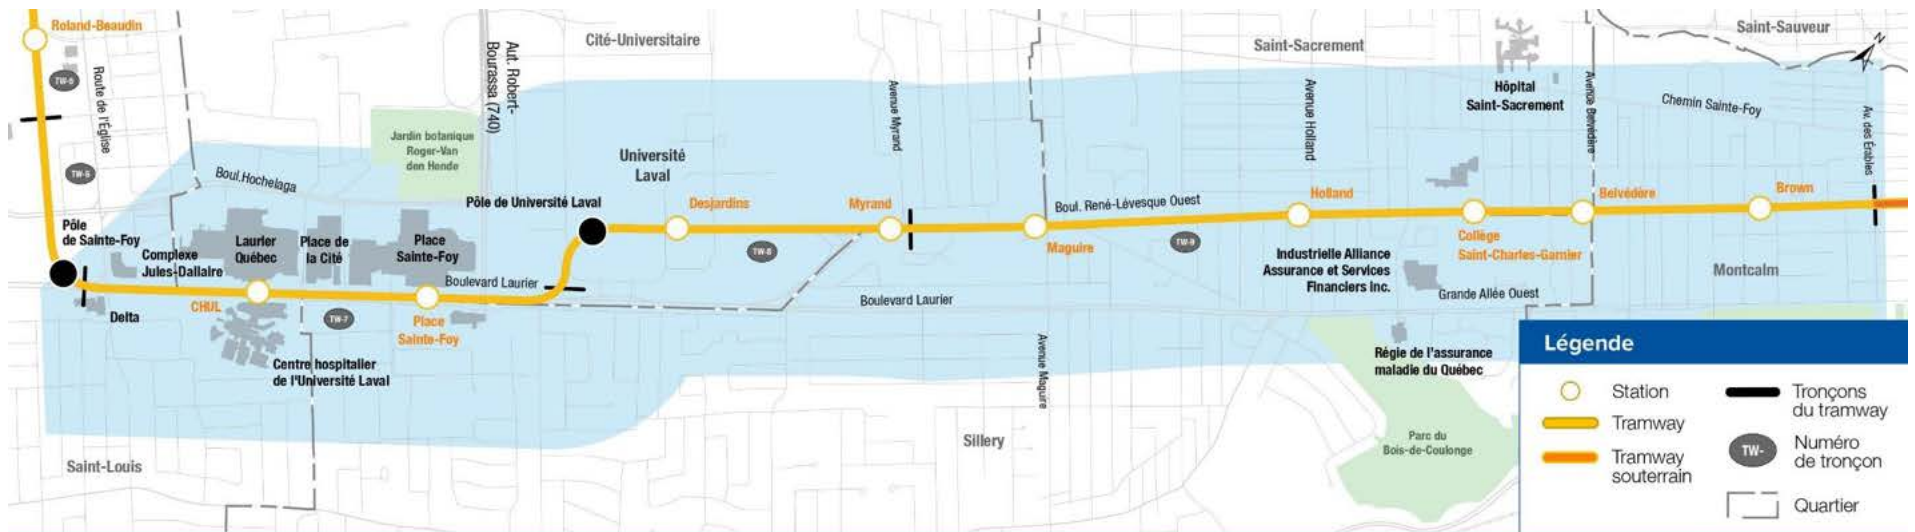 Roland-Beaudin
TW-5
Route de l'Église
TW-6
Pôle
de Sainte-Foy
Complexe
Jules-Dallaire
Delta
Boul.Hochelaga
Laurier
Québec
Place de
la Cité
Place
Sainte-Foy
CHUL
TW-7
Centre hospitalier
de l'Université Laval
Place
Sainte-Foy
Boulevard Laurier
Saint-Louis
Jardin botanique
Roger-Van
den Hende
Aut. Robert-
Bourassa (740)
Cité-Universitaire
Université
Laval
Pôle de Université Laval
Desjardins
TW-8
Myrand
Avenue Myrand
Boulevard Laurier
Sillery
Maguire
Avenue Maguire
Boul. René-Lévesque Ouest
TW-9
Saint-Sacrement
Avenue Holland
Holland
Industrielle Alliance
Assurance et Services
Financiers Inc.
Régie de l'assurance
maladie du Québec
Parc du
Bois-de-Coulonge
Grande Allée Ouest
Collège
Saint-Charles-Garnier
Hôpital
Saint-Sacrement
Avenue Belvédère
Belvédère
Chemin Sainte-Foy
Saint-Sauveur
N
Brown
Av. des Érables
Montcalm
Légende
Station
Tramway
Tramway
souterrain
Tronçons
du tramway
TW-
Numéro
de tronçon
Quartier